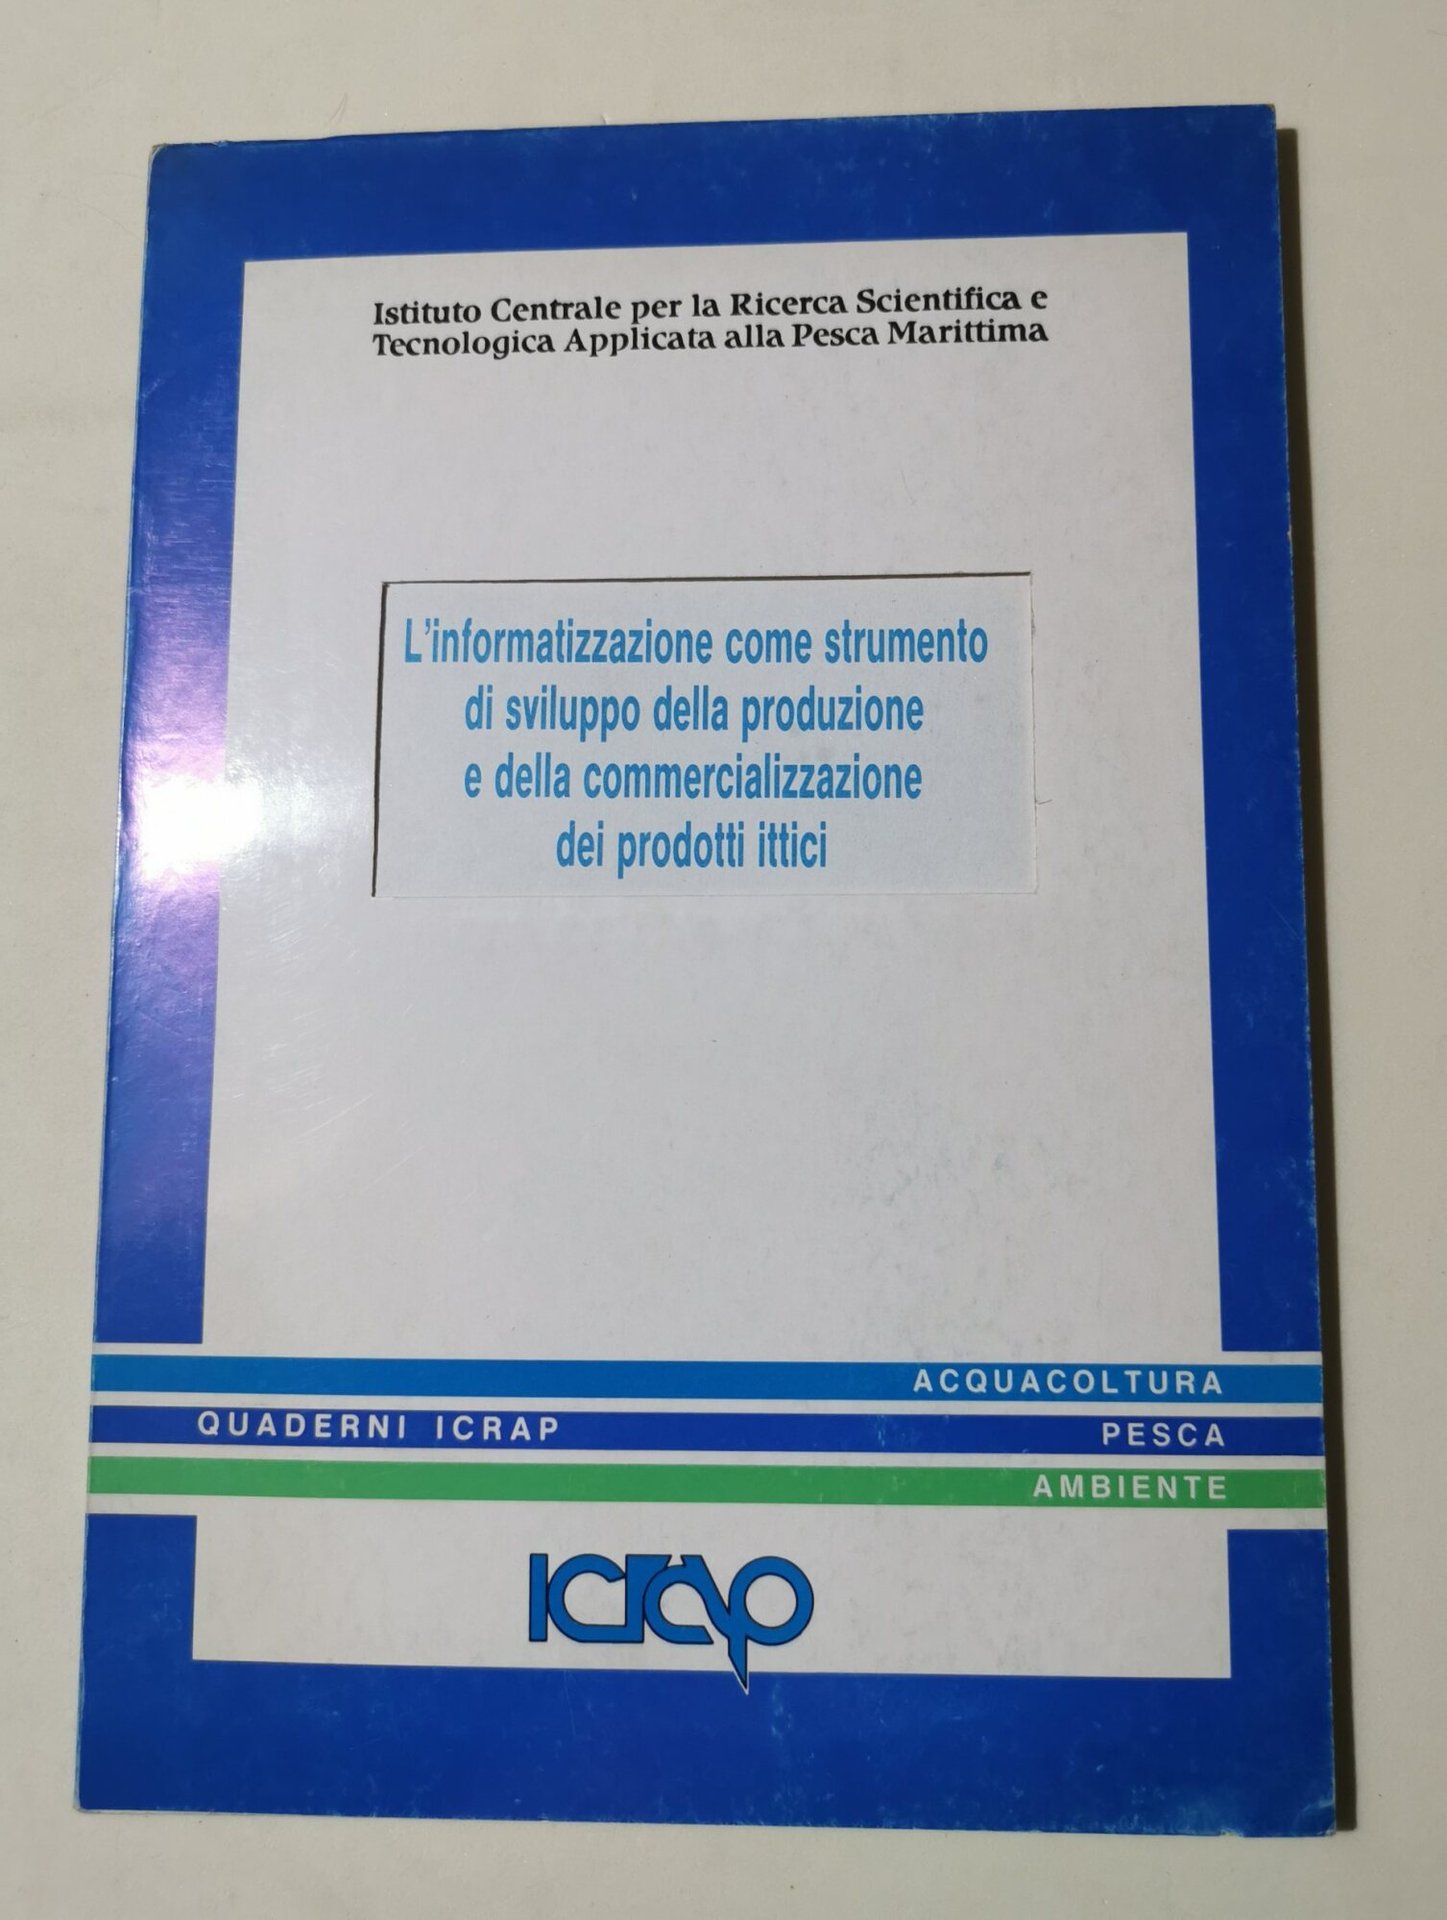 Istituto Centrale per la Ricerca Scientifica e
Tecnologica Applicata alla Pesca Marittima
L'informatizzazione come strumento
di sviluppo della produzione
e della commercializzazione
dei prodotti ittici
ACQUACOLTURA
QUADERNI ICRAP PESCA
AMBIENTE
ICRAP